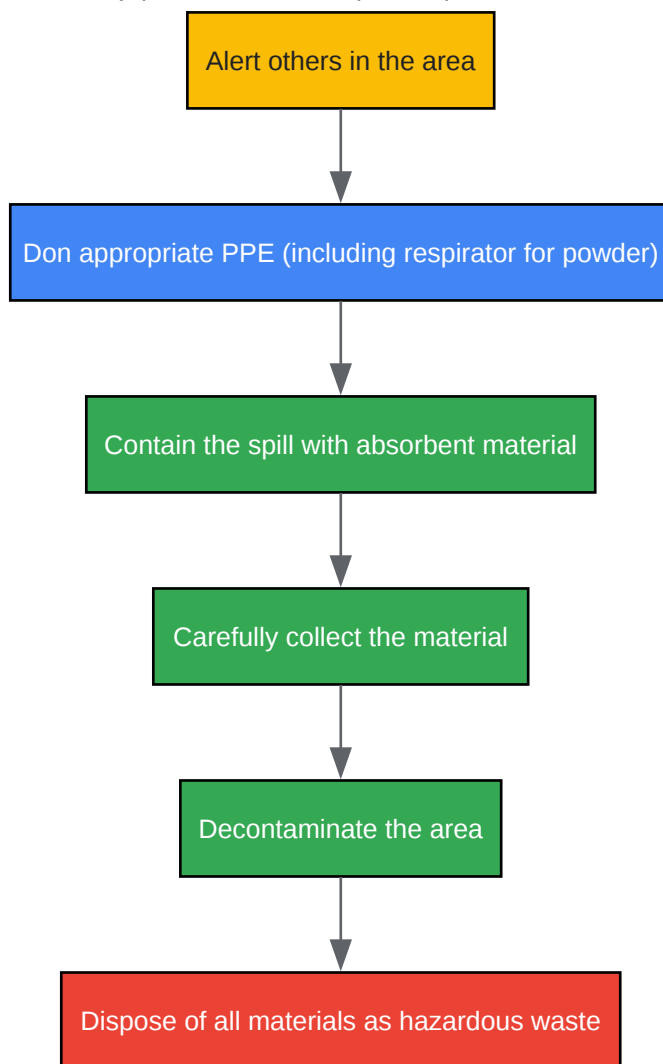 Alert others in the area
Don appropriate PPE (including respirator for powder)
Contain the spill with absorbent material
Carefully collect the material
Decontaminate the area
Dispose of all materials as hazardous waste